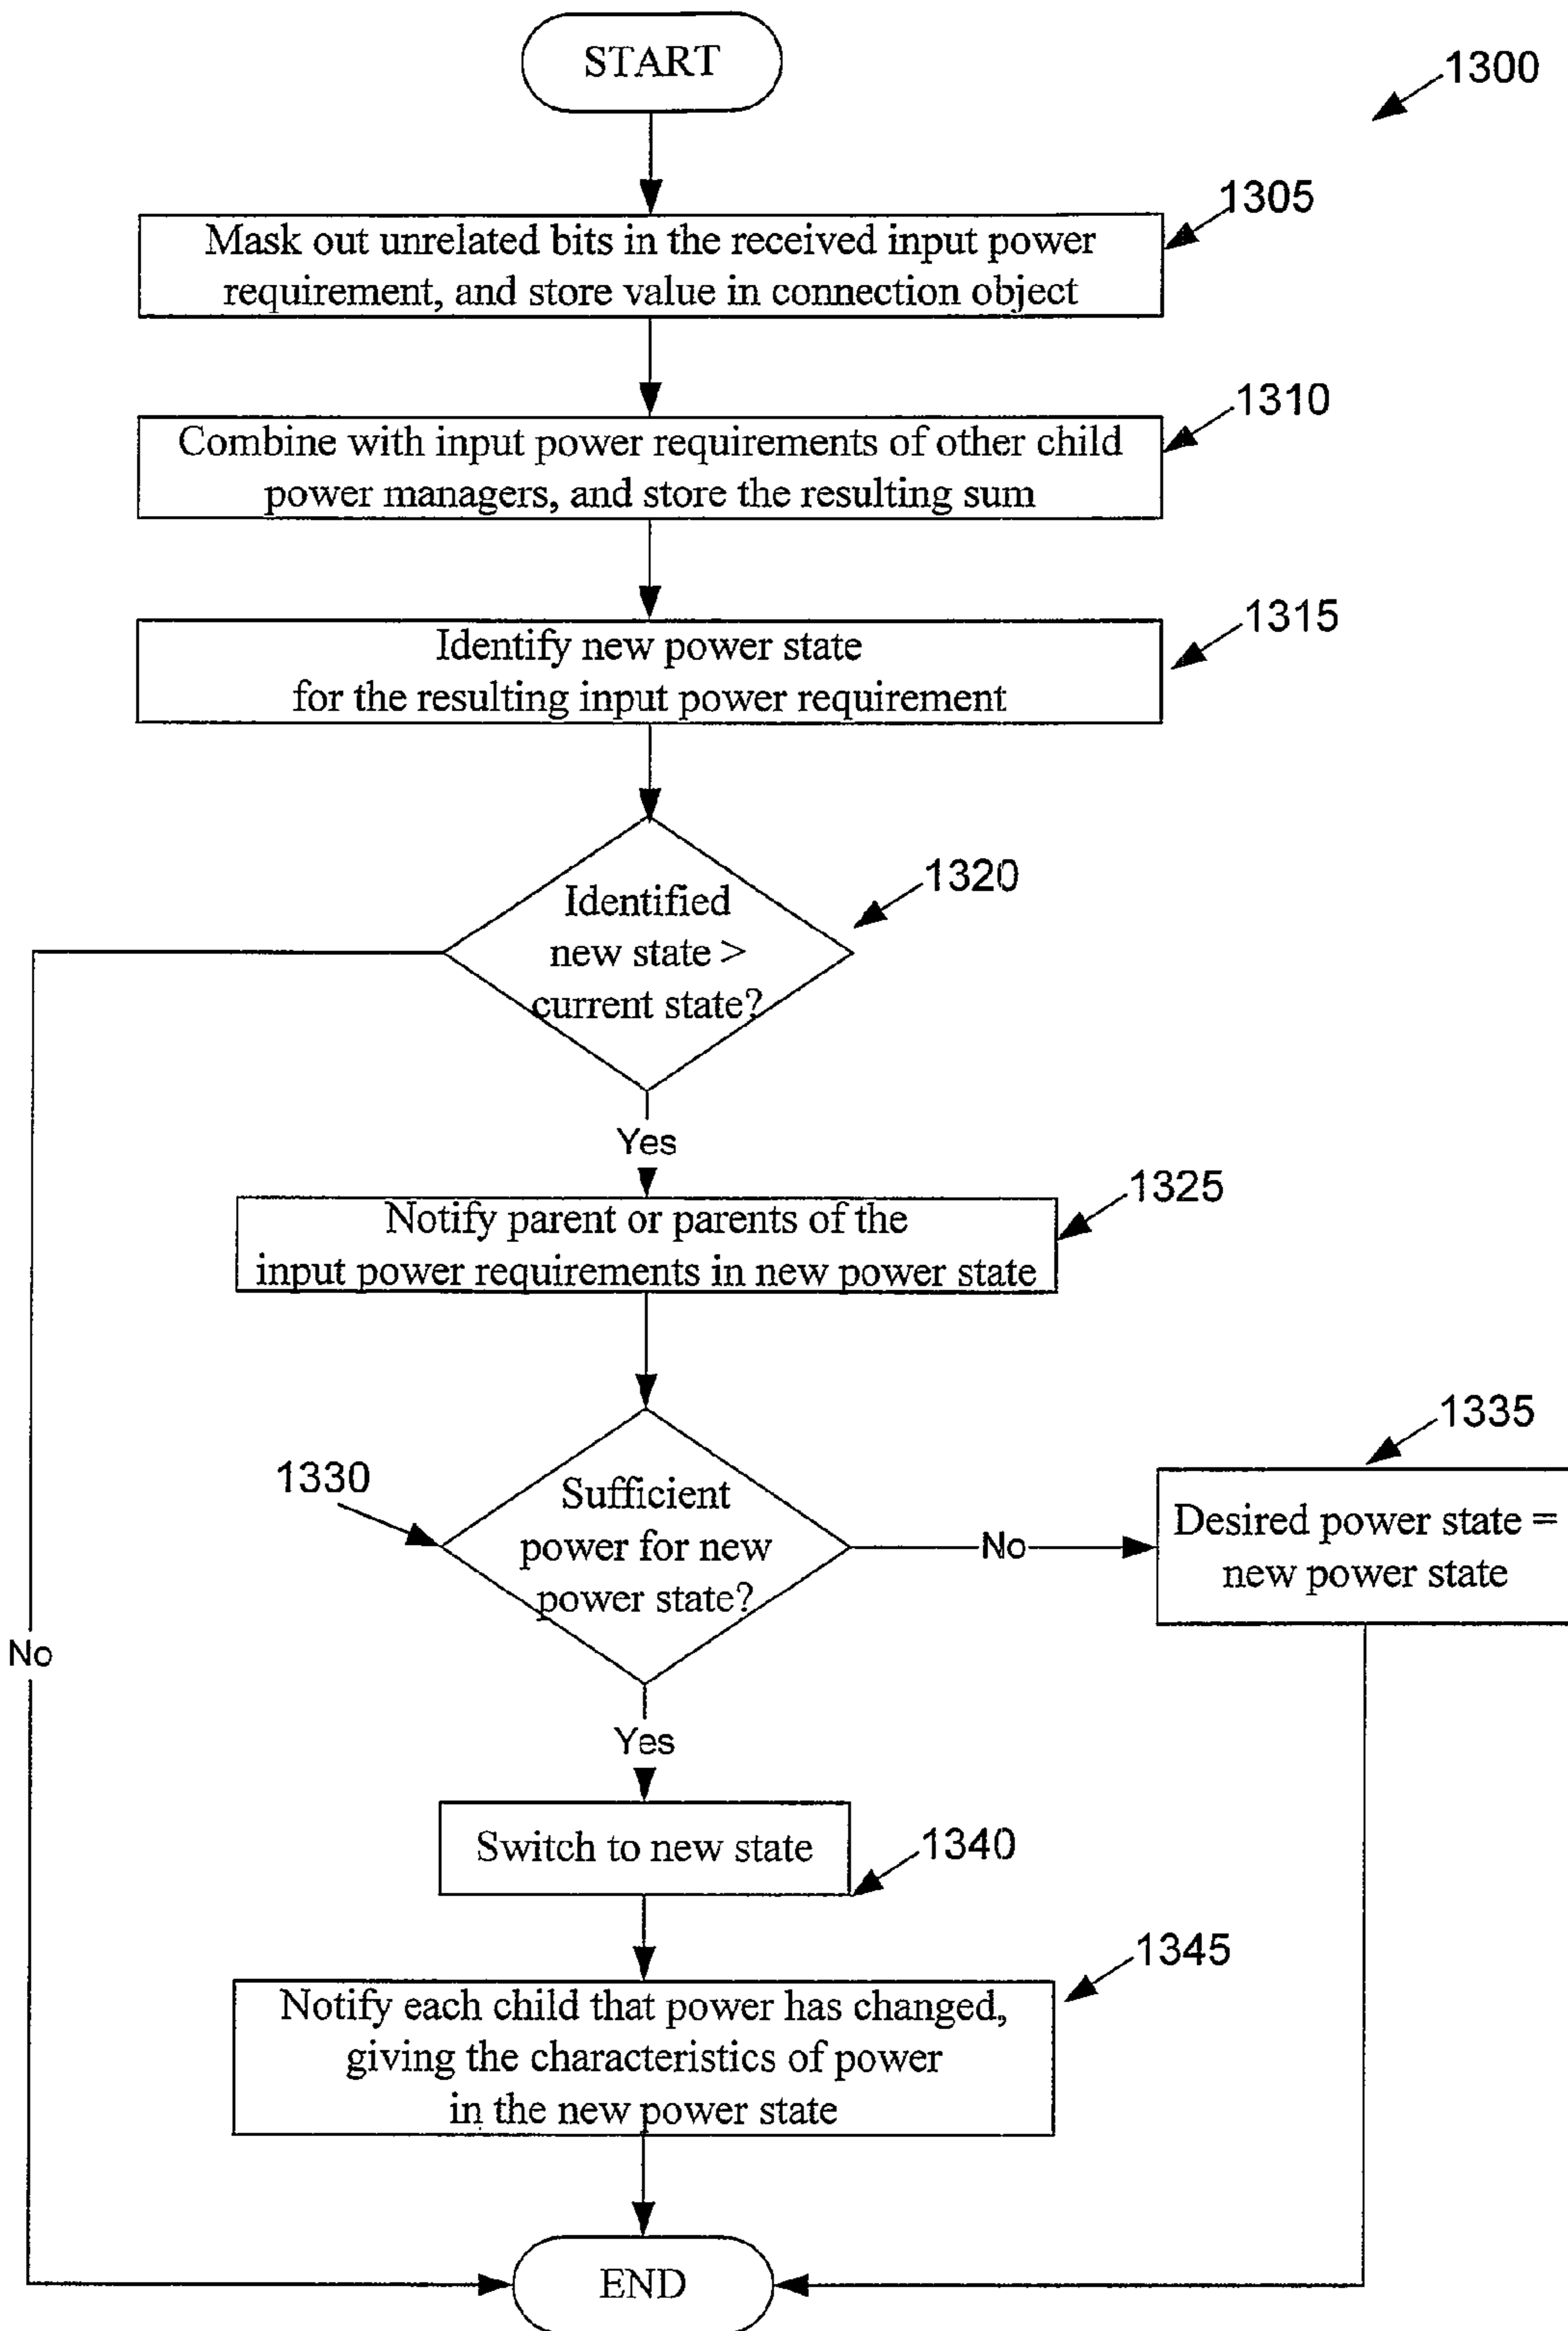 START
1300
1305
Mask out unrelated bits in the received input power
requirement, and store value in connection object
1310
Combine with input power requirements of other child
power managers, and store the resulting sum
1315
Identify new power state
for the resulting input power requirement
1320
Identified
new state >
current state?
Yes
1325
Notify parent or parents of the
input power requirements in new power state
1335
1330
Sufficient
power for new
power state?
No
Desired power state =
new power state
No
Yes
Switch to new state
1340
1345
Notify each child that power has changed,
giving the characteristics of power
in the new power state
END